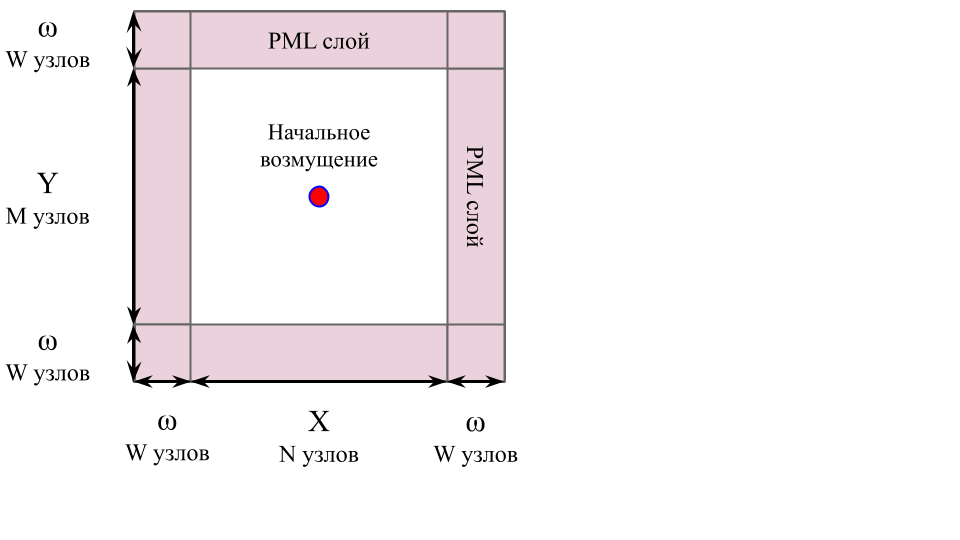 ω
W узлов
PML слой
Начальное
возмущение
Y
M узлов
PML слой
ω
W узлов
ω
W узлов
X
N узлов
ω
W узлов